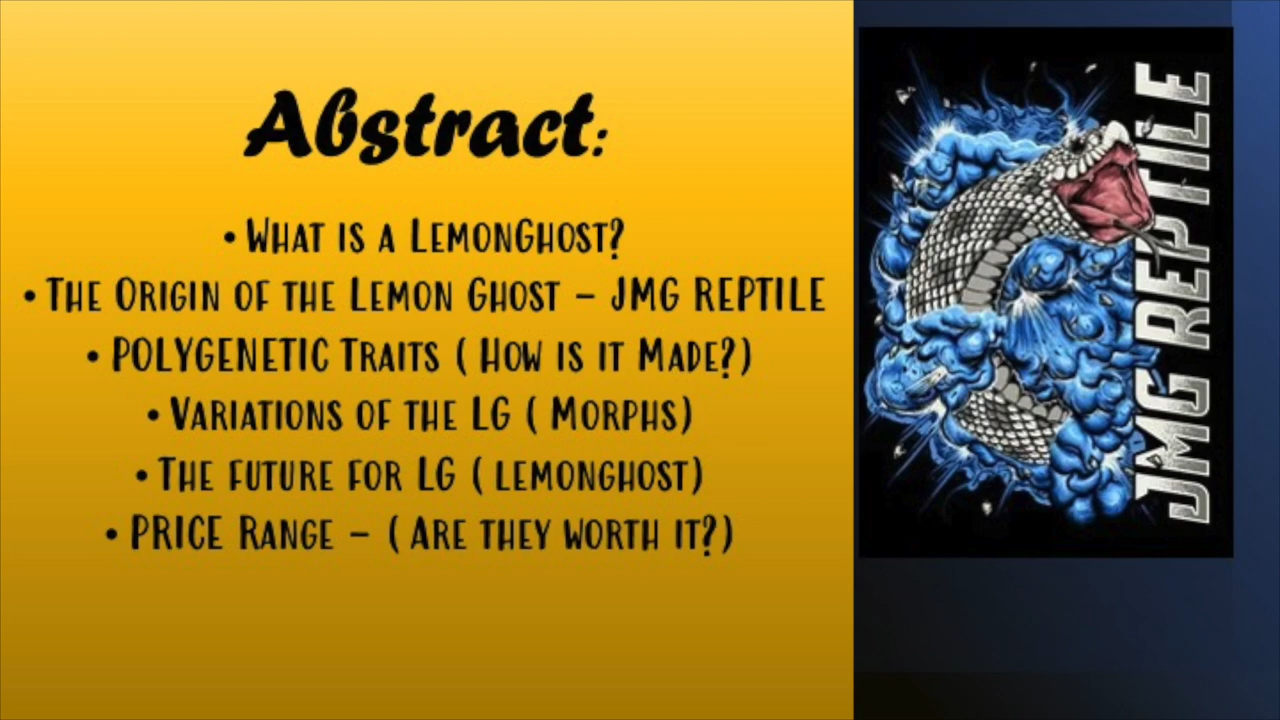 Abstract:
• What is a LemonGhost?
• The Origin of the Lemon Ghost – JMG REPTILE
• POLYGENETIC Traits ( How is it Made?)
• Variations of the LG ( Morphs)
• The future for LG ( lemonghost)
• PRICE Range – ( Are they worth it?)
JMG REPTILE